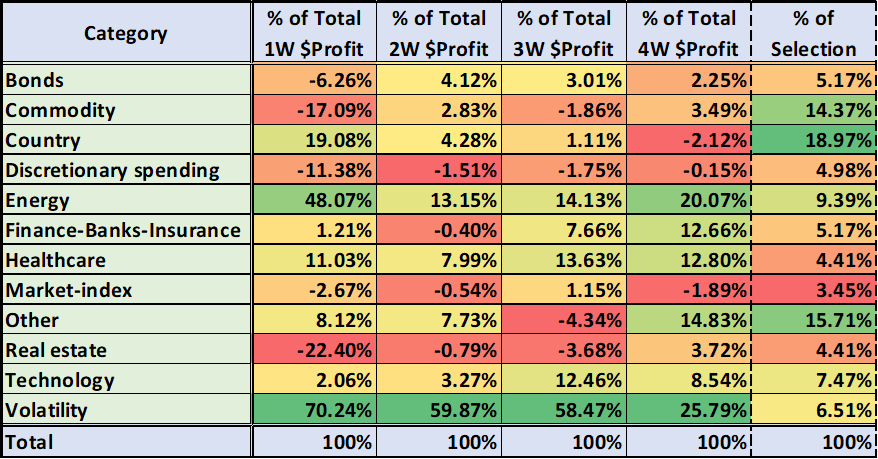 Category % of Total 1W $Profit % of Total 2W $Profit % of Total 3W $Profit % of Total 4W $Profit % of Selection
Bonds -6.26% 4.12% 3.01% 2.25% 5.17%
Commodity -17.09% 2.83% -1.86% 3.49% 14.37%
Country 19.08% 4.28% 1.11% -2.12% 18.97%
Discretionary spending -11.38% -1.51% -1.75% -0.15% 4.98%
Energy 48.07% 13.15% 14.13% 20.07% 9.39%
Finance-Banks-Insurance 1.21% -0.40% 7.66% 12.66% 5.17%
Healthcare 11.03% 7.99% 13.63% 12.80% 4.41%
Market-index -2.67% -0.54% 1.15% -1.89% 3.45%
Other 8.12% 7.73% -4.34% 14.83% 15.71%
Real estate -22.40% -0.79% -3.68% 3.72% 4.41%
Technology 2.06% 3.27% 12.46% 8.54% 7.47%
Volatility 70.24% 59.87% 58.47% 25.79% 6.51%
Total 100% 100% 100% 100% 100%